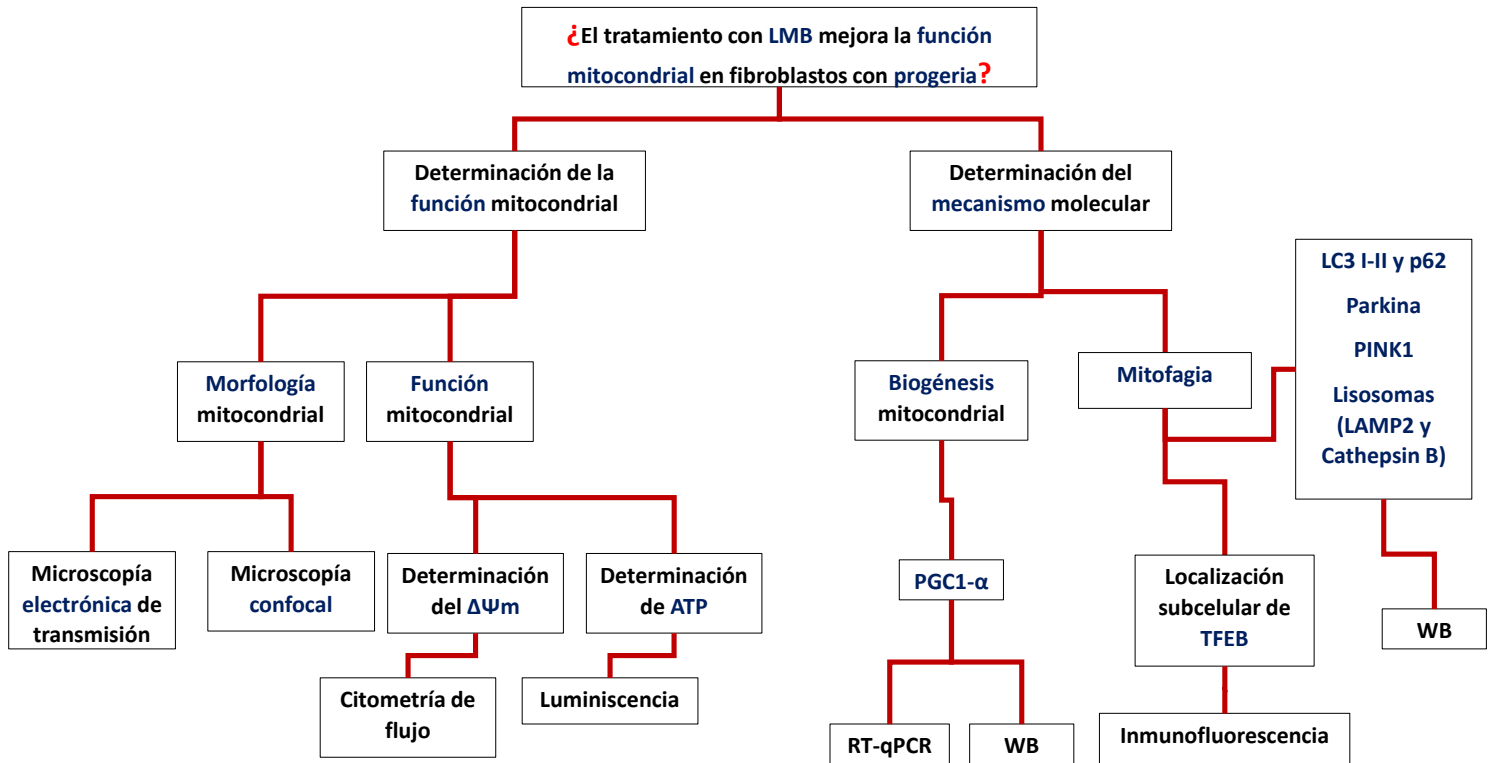 ¿El tratamiento con LMB mejora la función
mitocondrial en fibroblastos con progeria?
Determinación de la
función mitocondrial
Determinación del
mecanismo molecular
Morfología
mitocondrial
Función
mitocondrial
Biogénesis
mitocondrial
Mitofagia
LC3 I-II y p62
Parkina
PINK1
Lisosomas
(LAMP2 y
Cathepsin B)
Microscopía
electrónica de
transmisión
Microscopía
confocal
Determinación
del ΔΨm
Determinación
de ATP
PGC1-α
Localización
subcelular de
TFEB
WB
Citometría de
flujo
Luminiscencia
RT-qPCR
WB
Inmunofluorescencia